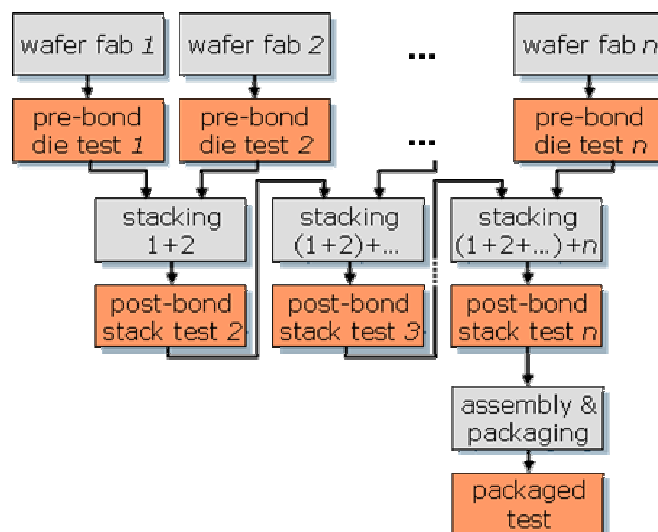 wafer fab 1
wafer fab 2
...
wafer fab n
pre-bond
die test 1
pre-bond
die test 2
...
pre-bond
die test n
stacking
1+2
stacking
(1+2)+...
stacking
(1+2+...)+n
post-bond
stack test 2
post-bond
stack test 3
post-bond
stack test n
assembly &
packaging
packaged
test